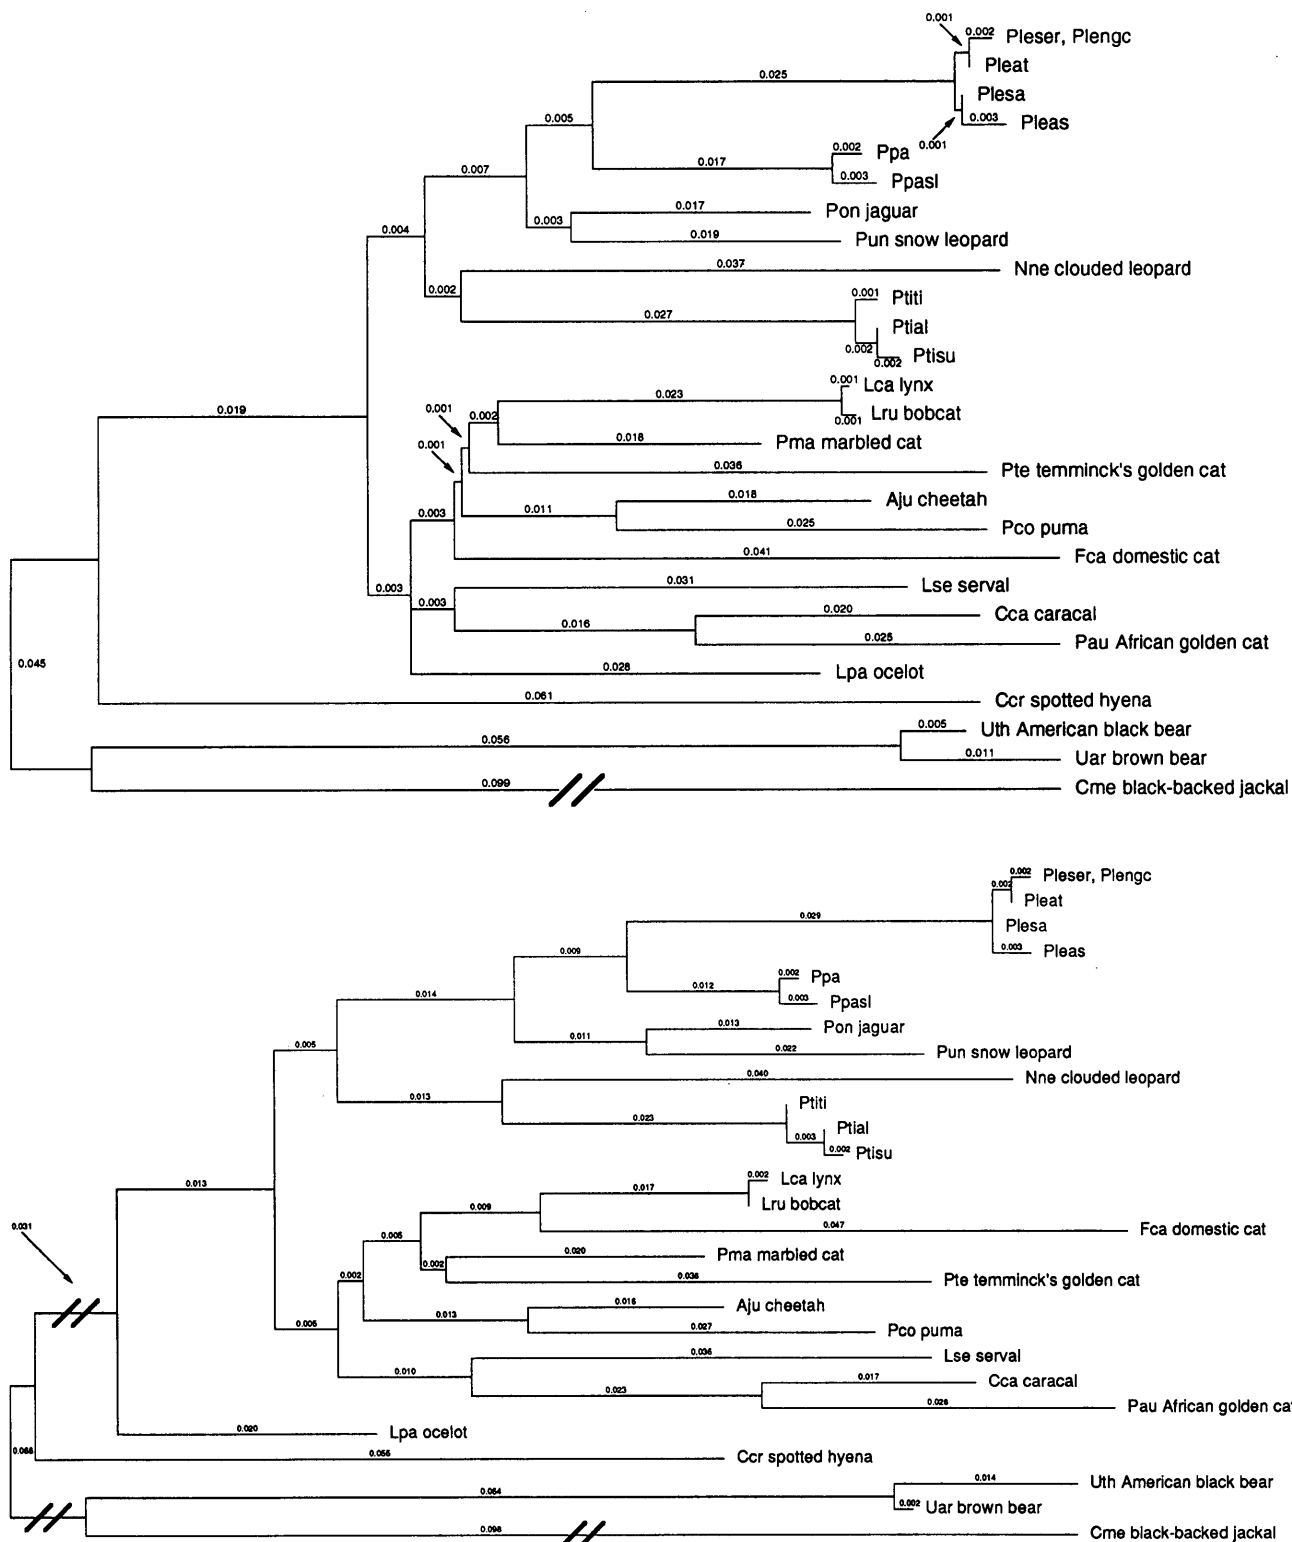 0.001
0.002 Pleser, Plengc
Pleat
0.025
Plesa
0.003 Pleas
0.001
0.005
0.002 Ppa
0.017
0.003 Ppasl
0.007
0.017 Pon jaguar
0.003
0.019 Pun snow leopard
0.004
0.037 Nne clouded leopard
0.002
0.001 Ptiti
0.027
Ptial
0.002
0.002 Ptisu
0.001 Lca lynx
0.023
0.001 Lru bobcat
0.019
0.001
0.002
0.018 Pma marbled cat
0.001
0.036 Pte temminck's golden cat
0.018 Aju cheetah
0.011
0.003
0.025 Pco puma
0.041 Fca domestic cat
0.003
0.031 Lse serval
0.003
0.020 Cca caracal
0.016
0.025 Pau African golden cat
0.045
0.028 Lpa ocelot
0.061 Ccr spotted hyena
0.005 Uth American black bear
0.056
0.011 Uar brown bear
0.099 Cme black-backed jackal
0.002 Pleser, Plengc
0.002
Pleat
0.029
Plesa
0.003 Pleas
0.009
0.002 Ppa
0.012
0.003 Ppasl
0.014
0.013 Pon jaguar
0.011
0.022 Pun snow leopard
0.005
0.040 Nne clouded leopard
0.013
Ptiti
0.023
Ptial
0.003
0.002 Ptisu
0.002 Lca lynx
0.013
0.017
Lru bobcat
0.009
0.047 Fca domestic cat
0.031
0.005
0.020 Pma marbled cat
0.002
0.002
0.036 Pte temminck's golden cat
0.013
Aju cheetah
0.027 Pco puma
0.036 Lse serval
0.010
0.017 Cca caracal
0.023
Pau African golden ca
0.020 Lpa ocelot
Ccr spotted hyena
0.014 Uth American black bear
0.064
0.002 Uar brown bear
0.098 Cme black-backed jackal